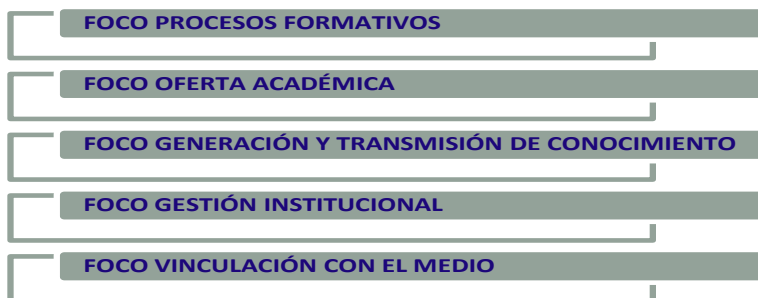 FOCO PROCESOS FORMATIVOS
FOCO OFERTA ACADÉMICA
FOCO GENERACIÓN Y TRANSMISIÓN DE CONOCIMIENTO
FOCO GESTIÓN INSTITUCIONAL
FOCO VINCULACIÓN CON EL MEDIO